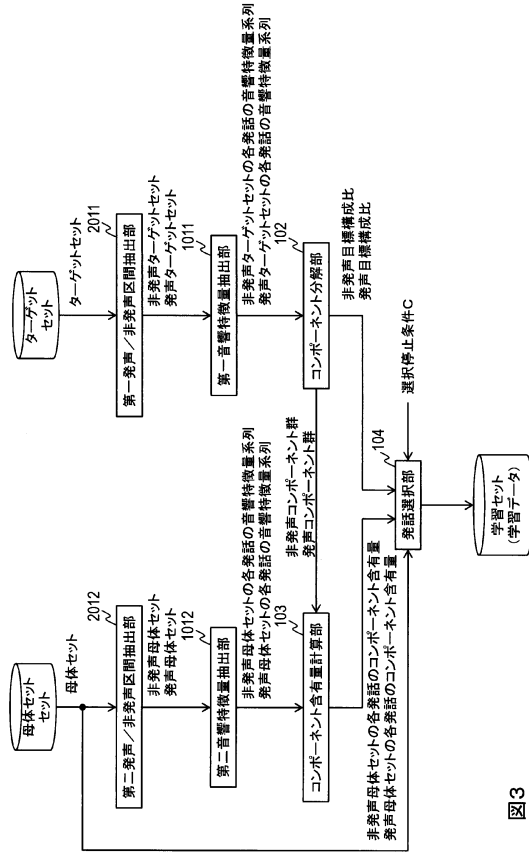 母体セット
セット
母体セット
2012
第二発声／非発声区間抽出部
非発声母体セット
発声母体セット
1012
第二音響特徴量抽出部
非発声母体セットの各発話の音響特徴量系列
発声母体セットの各発話の音響特徴量系列
103
コンポーネント含有量計算部
非発声母体セットの各発話のコンポーネント含有量
発声母体セットの各発話のコンポーネント含有量
ターゲット
セット
ターゲットセット
2011
第一発声／非発声区間抽出部
非発声ターゲットセット
発声ターゲットセット
1011
第一音響特徴量抽出部
非発声ターゲットセットの各発話の音響特徴量系列
発声ターゲットセットの各発話の音響特徴量系列
102
コンポーネント分解部
非発声コンポーネント群
発声コンポーネント群
非発声目標構成比
発声目標構成比
104
発話選択部
選択停止条件C
学習セット
(学習データ)
図3